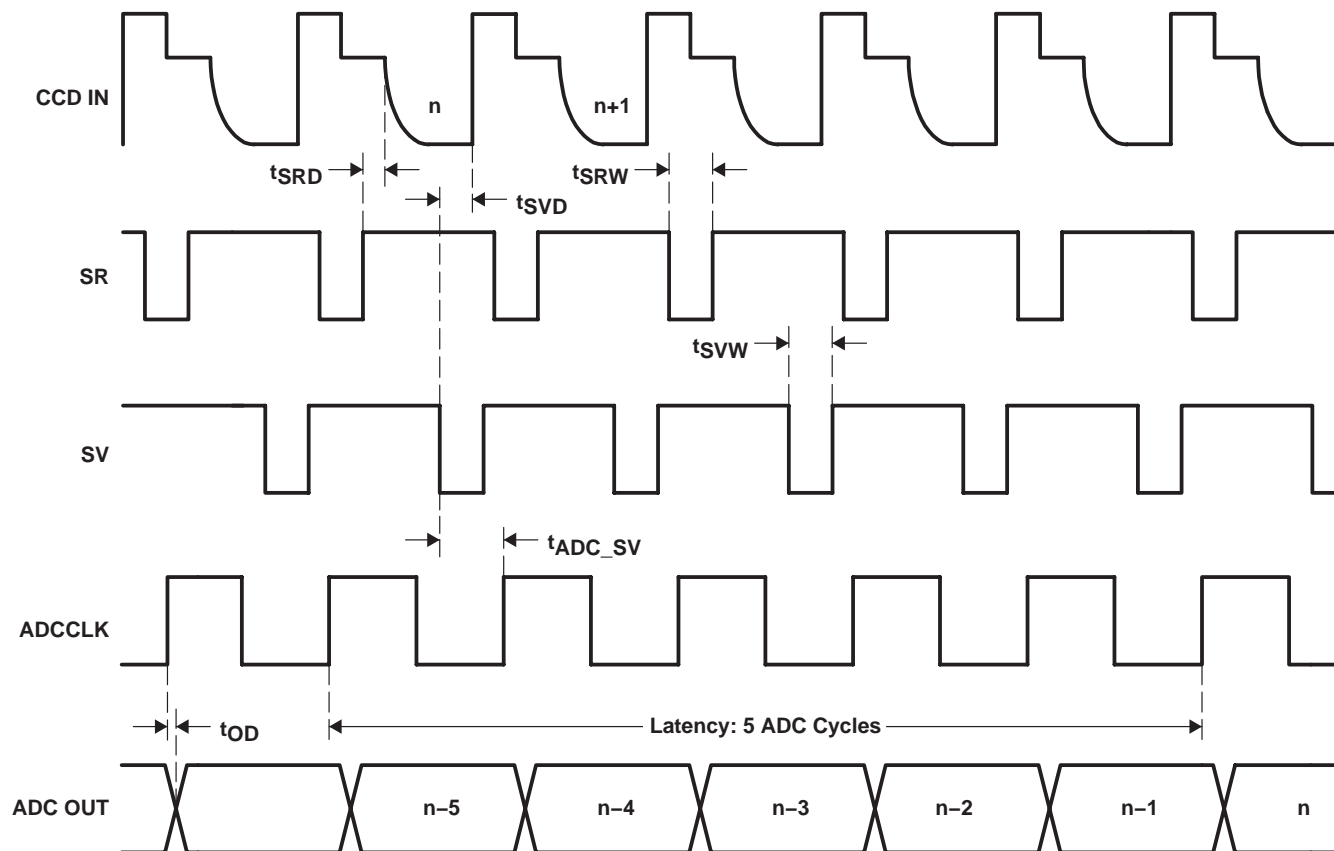 CCD IN
n
n+1
tSRD
tSRW
tSVD
SR
tSVW
SV
tADC_SV
ADCCLK
tOD
Latency: 5 ADC Cycles
ADC OUT
n–5
n–4
n–3
n–2
n–1
n